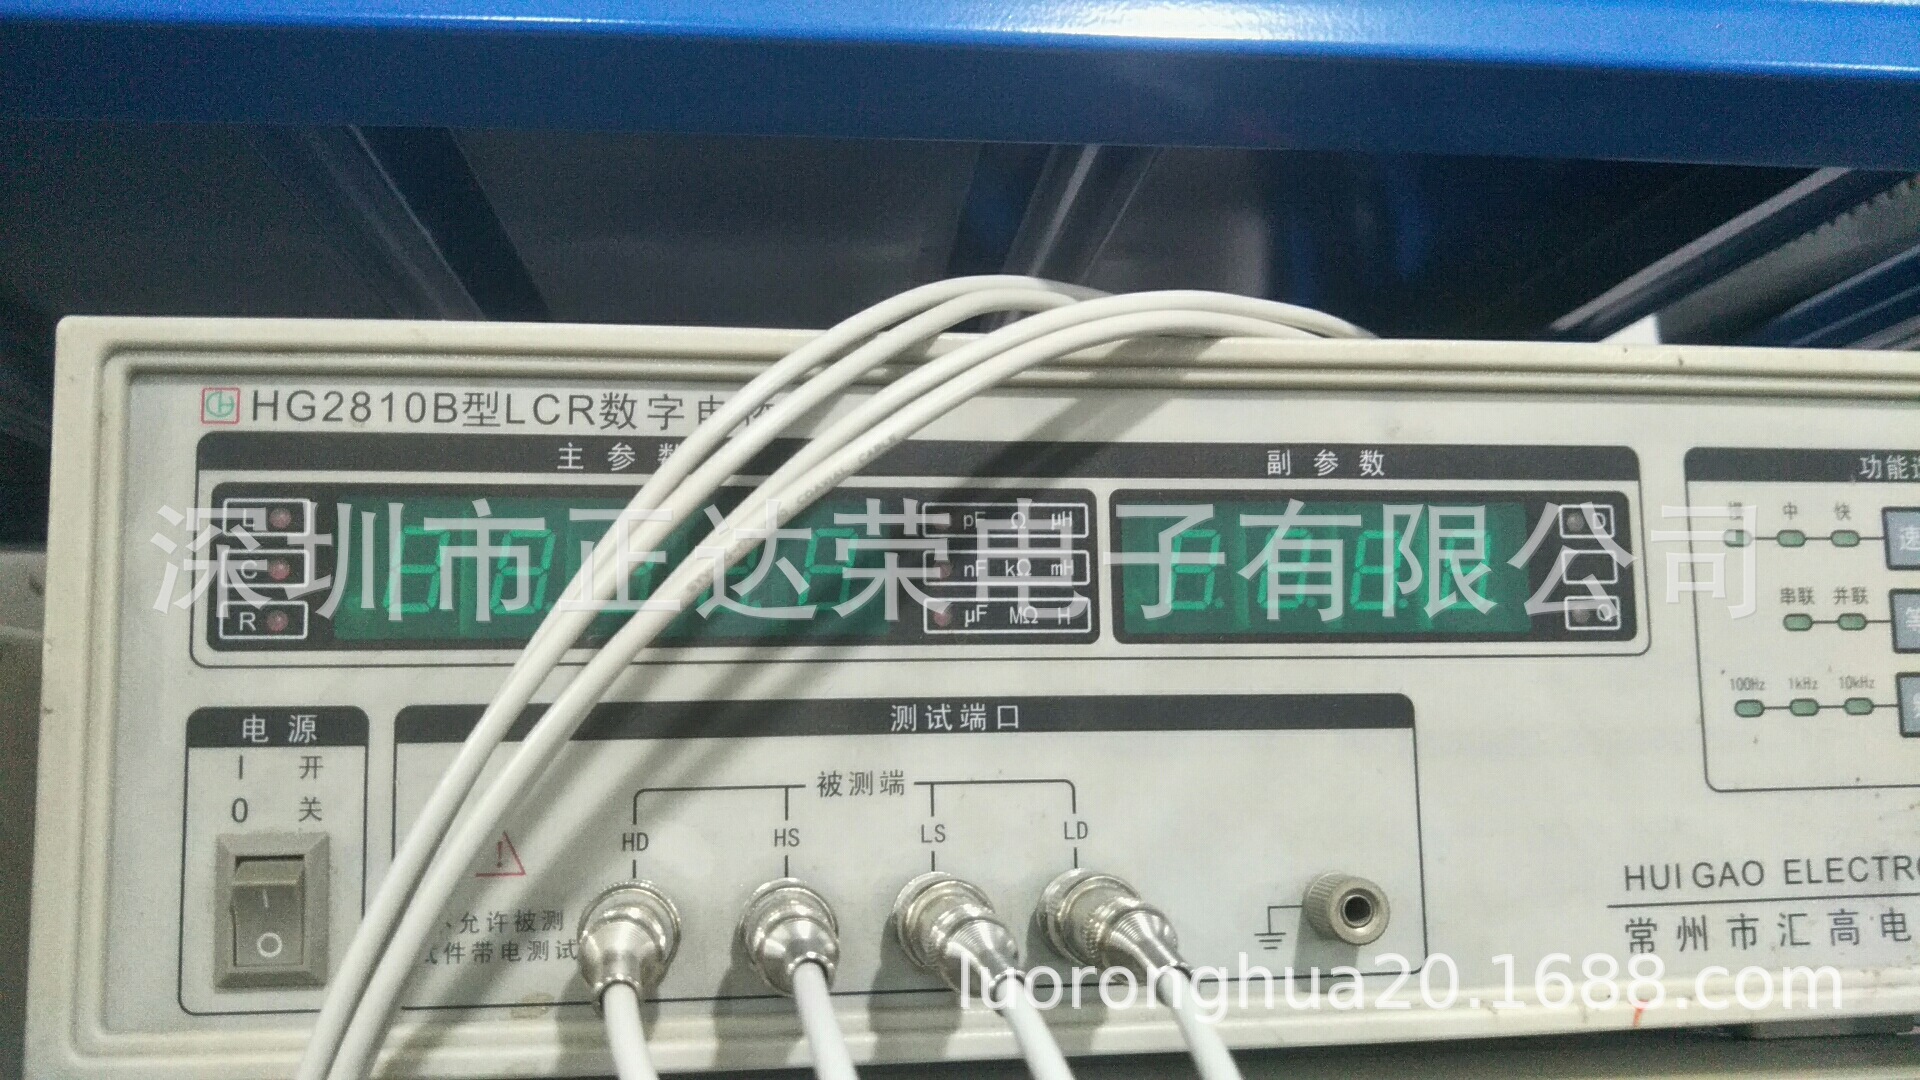 HG2810B型LCR数字电
主参数
副参数
功能
L
C
R
pF Ω μH
nF kΩ mH
μF MΩ H
D
Q
慢 中 快
速
串联 并联
等
100Hz 1kHz 10kHz
深圳市正达荣电子有限公司
电源
开
0 关
测试端口
被测端
HD
HS
LS
LD
允许被测
件带电测试
HUI GAO ELECTRO
常州市汇高电
luoronghua20.1688.com